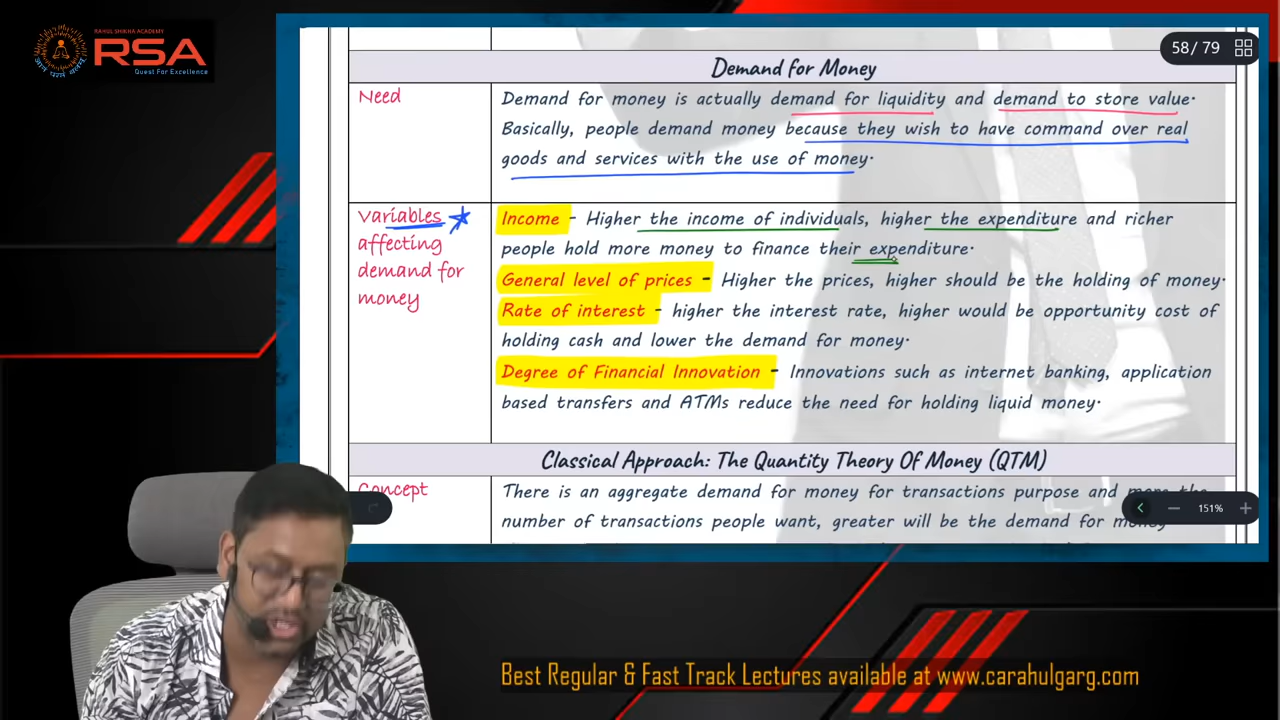 RAHUL SHIKHA ACADEMY
RSA
Quest For Excellence
58 / 79
Demand for Money
Need
Demand for money is actually demand for liquidity and demand to store value.
Basically, people demand money because they wish to have command over real
goods and services with the use of money.
Variables
affecting
demand for
money
Income - Higher the income of individuals, higher the expenditure and richer
people hold more money to finance their expenditure.
General level of prices - Higher the prices, higher should be the holding of money.
Rate of interest - higher the interest rate, higher would be opportunity cost of
holding cash and lower the demand for money.
Degree of Financial Innovation - Innovations such as internet banking, application
based transfers and ATMs reduce the need for holding liquid money.
Classical Approach: The Quantity Theory Of Money (QTM)
Concept
There is an aggregate demand for money for transactions purpose and more the
number of transactions people want, greater will be the demand for money
151%
Best Regular & Fast Track Lectures available at www.carahulgarg.com